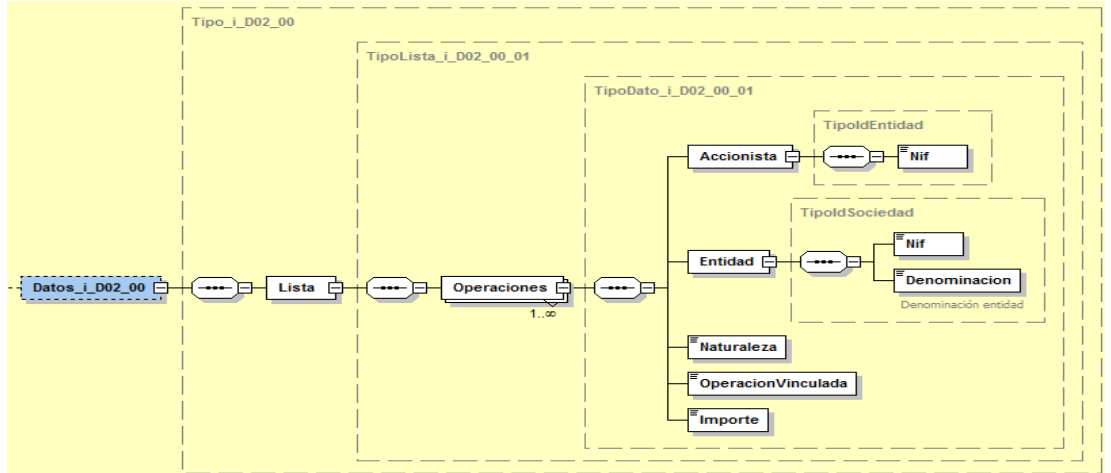 Tipo_i_D02_00
TipoLista_i_D02_00_01
TipoDato_i_D02_00_01
TipoIdEntidad
Accionista
Nif
TipoIdSociedad
Nif
Entidad
Denominacion
Denominación entidad
Datos_i_D02_00
Lista
Operaciones
1..∞
Naturaleza
OperacionVinculada
Importe